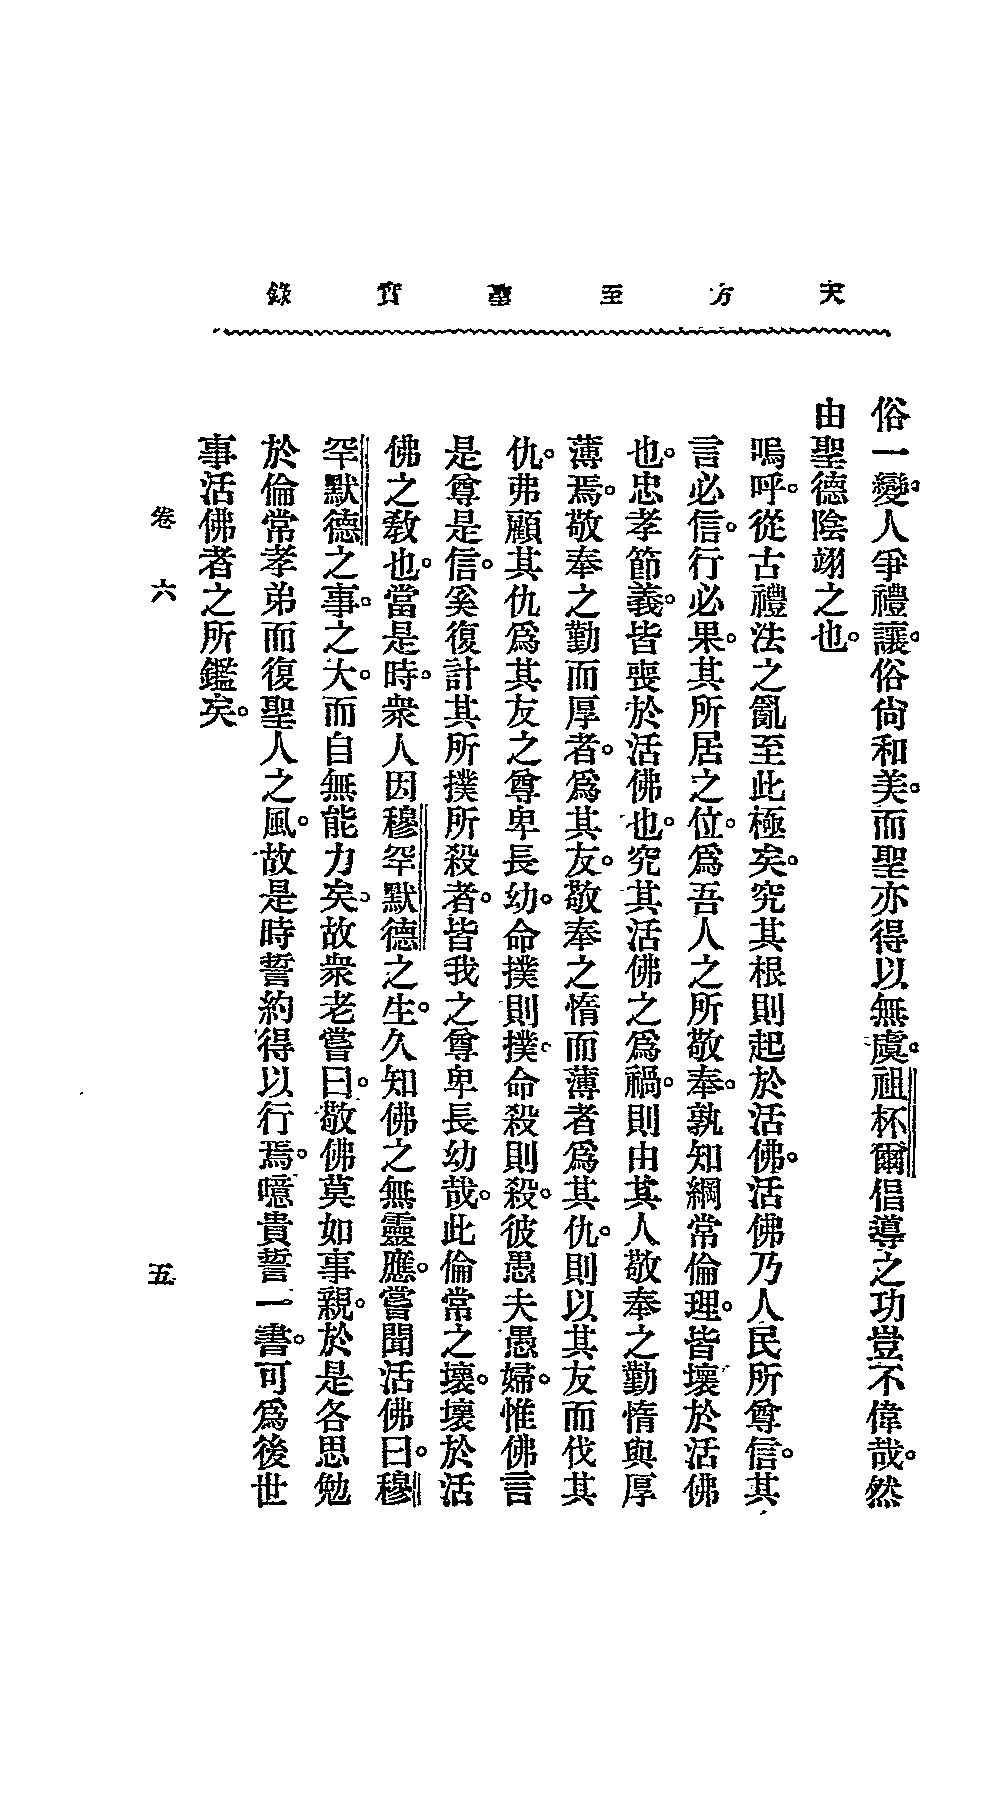 天方至聖實錄
俗一變。人爭禮讓。俗尙和美。而聖亦得以無虞。祖杯爾倡導之功豈不偉哉。然
由聖德陰翊之也。
嗚呼。從古禮法之亂至此極矣。究其根則起於活佛。活佛乃人民所尊信。其
言必信。行必果。其所居之位。爲吾人之所敬奉。孰知綱常倫理。皆壞於活佛
也。忠孝節義。皆喪於活佛也。究其活佛之爲禍。則由其人敬奉之勤惰與厚
薄焉。敬奉之勤而厚者。爲其友。敬奉之惰而薄者爲其仇。則以其友而伐其
仇。弗顧其仇爲其友之尊卑長幼。命撲則撲。命殺則殺。彼愚夫愚婦。惟佛言
是尊是信。奚復計其所撲所殺者。皆我之尊卑長幼哉。此倫常之壞。壞於活
佛之敎也。當是時。衆人因穆罕默德之生。久知佛之無靈應。嘗聞活佛曰。穆
罕默德之事。之大。而自無能力矣。故衆老嘗曰。敬佛莫如事親。於是各思勉
於倫常孝弟而復聖人之風。故是時誓約得以行焉。噫貴誓一書。可爲後世
事活佛者之所鑑矣。
卷六
五